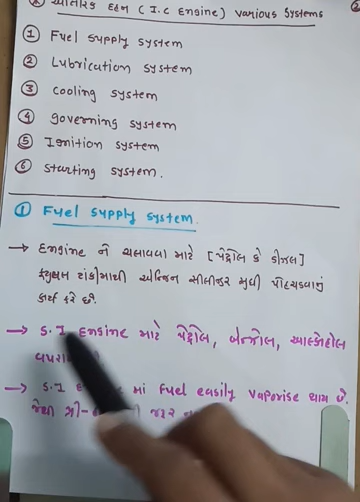 આંતરિક દહન (I.C Engine) various Systems
① Fuel supply system
② Lubrication system
③ cooling system
④ governing system
⑤ Ignition system
⑥ starting system.
① Fuel supply system.
→ Engine ને ચલાવવા માટે [પેટ્રોલ કે ડીઝલ]
ફયુઅલ ટાંકીમાથી એન્જિન સીલીન્ડર સુધી પોહચાડવાનું
કાર્ય કરે છે.
→ S.I Engine માટે પેટ્રોલ, બેન્ઝોલ, આલ્કોહોલ
→ S.I માં Fuel easily vaporise થાય છે.
જેથી પ્રી-